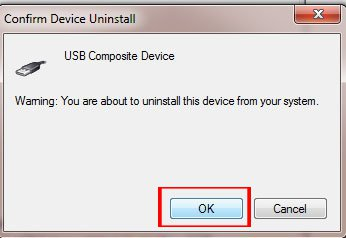 Confirm Device Uninstall
USB Composite Device
Warning: You are about to uninstall this device from your system.
OK
Cancel